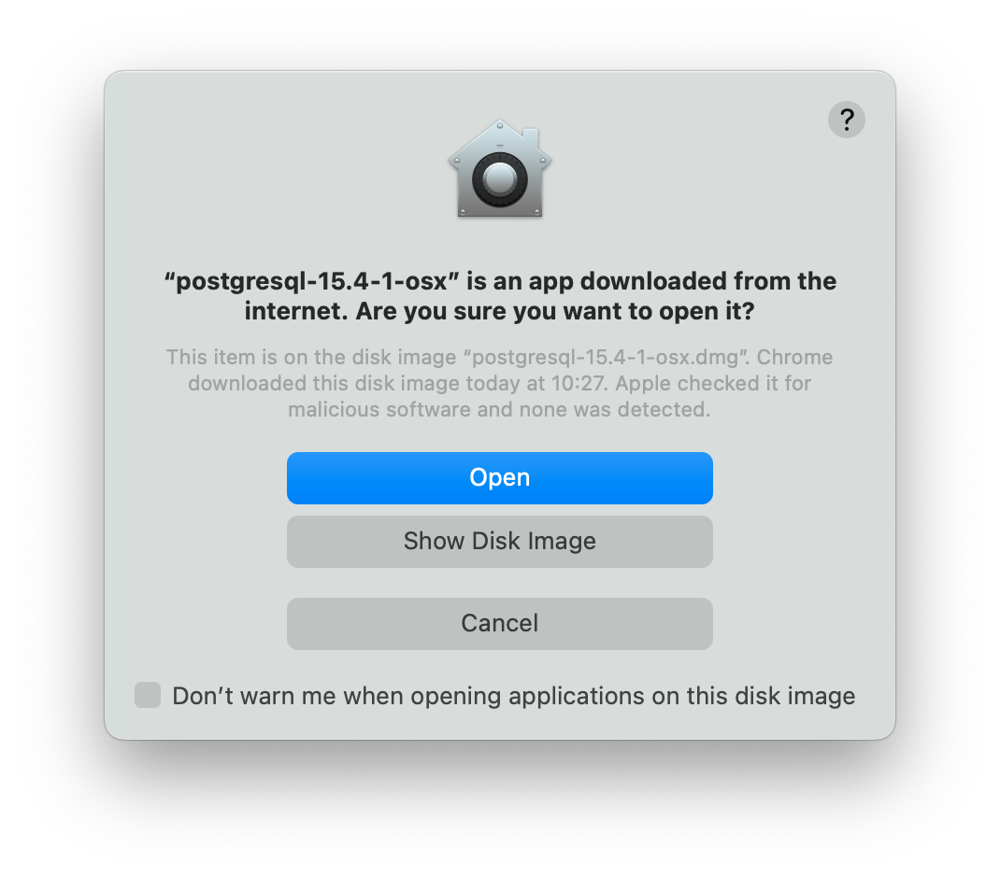 ?
“postgresql-15.4-1-osx” is an app downloaded from the
internet. Are you sure you want to open it?
This item is on the disk image “postgresql-15.4-1-osx.dmg”. Chrome
downloaded this disk image today at 10:27. Apple checked it for
malicious software and none was detected.
Open
Show Disk Image
Cancel
Don’t warn me when opening applications on this disk image